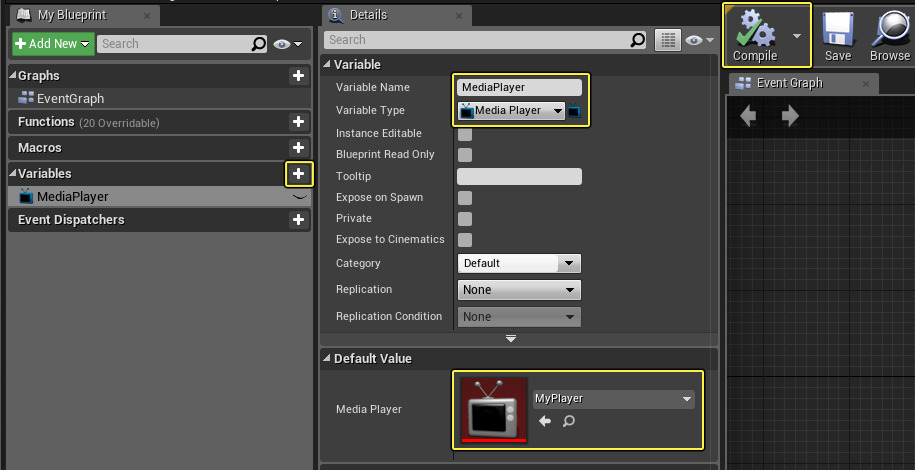 My Blueprint
Add New
Search
Graphs
EventGraph
Functions (20 Overridable)
Macros
Variables
MediaPlayer
Event Dispatchers
Details
Search
Variable
Variable Name MediaPlayer
Variable Type Media Player
Instance Editable
Blueprint Read Only
Tooltip
Expose on Spawn
Private
Expose to Cinematics
Category Default
Replication None
Replication Condition None
Default Value
Media Player MyPlayer
Compile
Save
Browse
Event Graph